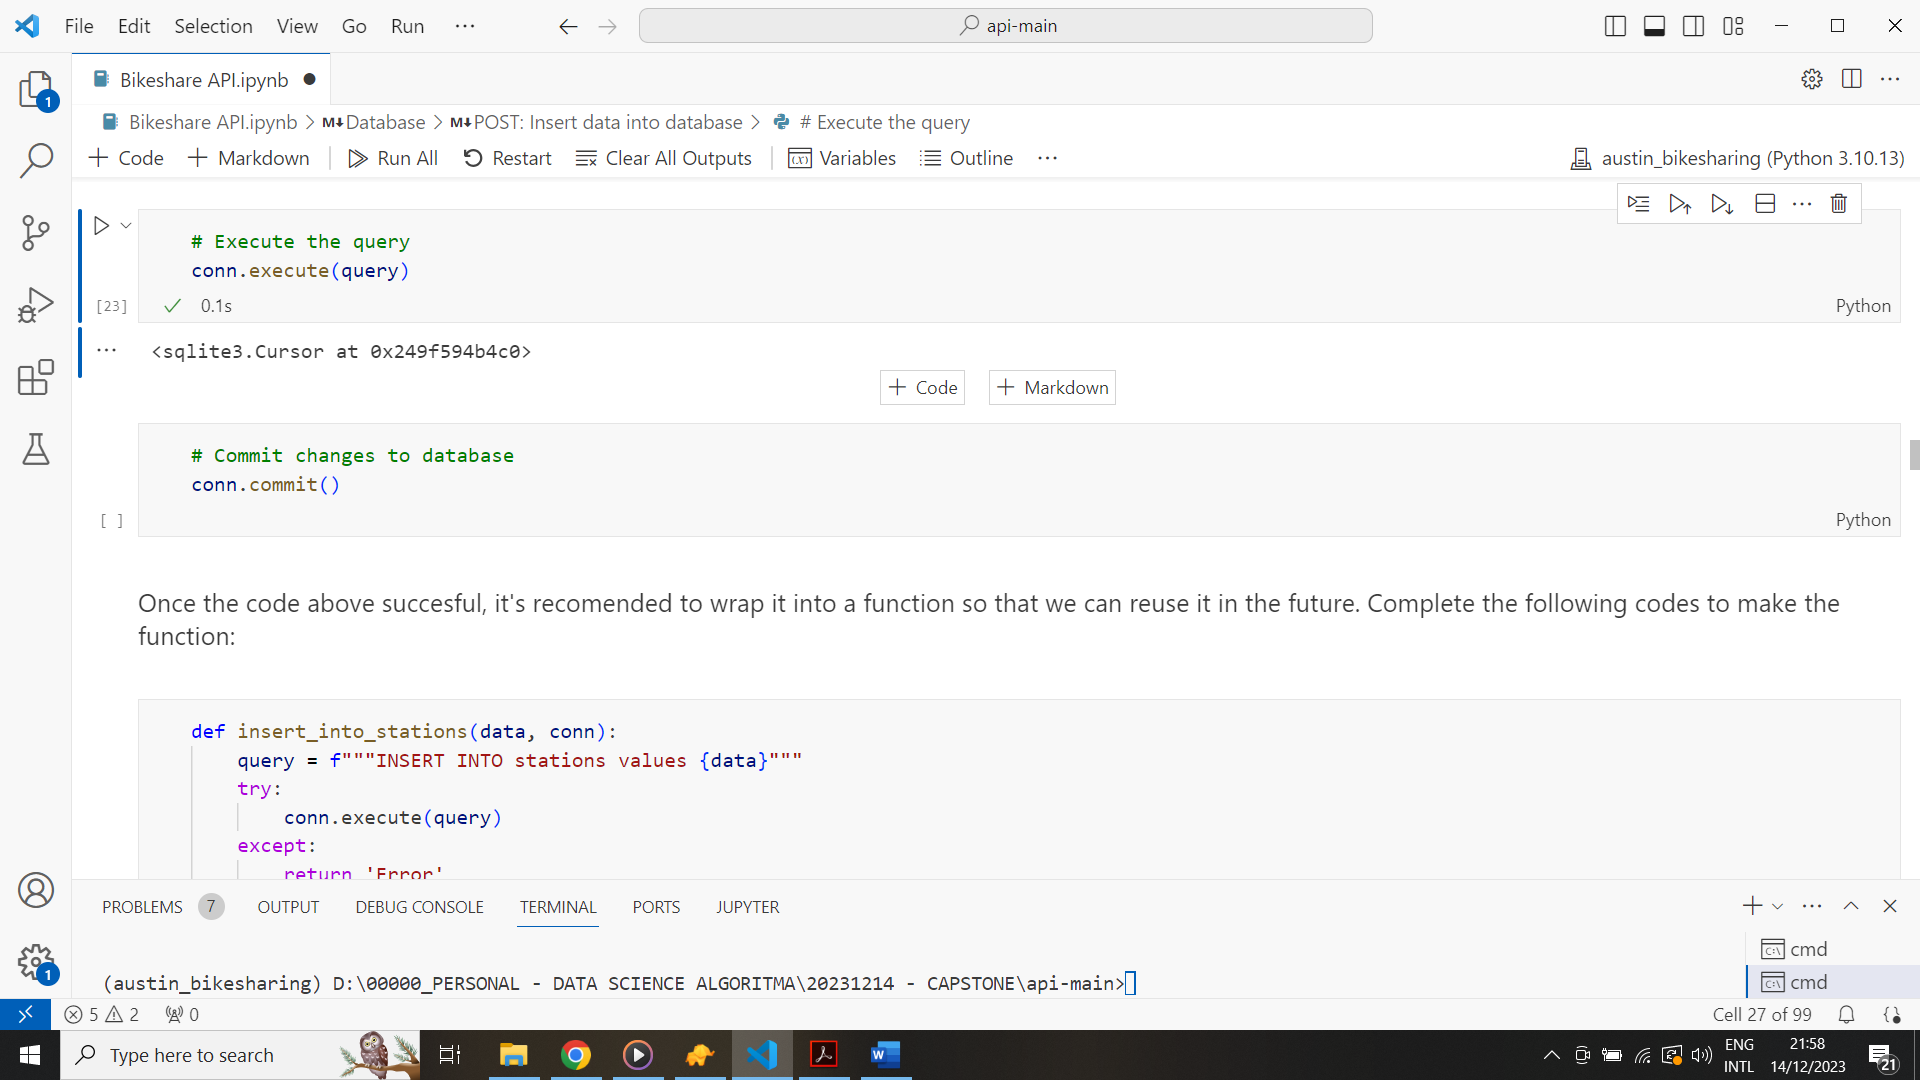 File Edit Selection View Go Run ··· api-main
Bikeshare API.ipynb
Bikeshare API.ipynb > M↓Database > M↓POST: Insert data into database > # Execute the query
+ Code + Markdown Run All Restart Clear All Outputs Variables Outline ··· austin_bikesharing (Python 3.10.13)
# Execute the query
conn.execute(query)
[23] 0.1s Python
··· <sqlite3.Cursor at 0x249f594b4c0>
+ Code + Markdown
# Commit changes to database
conn.commit()
[ ] Python
Once the code above succesful, it's recomended to wrap it into a function so that we can reuse it in the future. Complete the following codes to make the
function:
def insert_into_stations(data, conn):
query = f"""INSERT INTO stations values {data}"""
try:
conn.execute(query)
except:
return 'Error'
PROBLEMS 7 OUTPUT DEBUG CONSOLE TERMINAL PORTS JUPYTER
cmd
(austin_bikesharing) D:\00000_PERSONAL - DATA SCIENCE ALGORITMA\20231214 - CAPSTONE\api-main>
cmd
1
1
5 2 0 Cell 27 of 99
Type here to search
ENG 21:58
INTL 14/12/2023 21